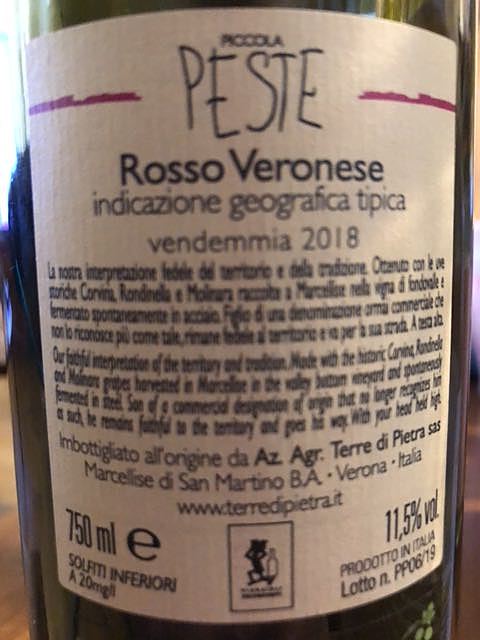 PICCOLA
PESTE
Rosso Veronese
indicazione geografica tipica
vendemmia 2018
La nostra interpretazione fedele del territorio e della tradizione. Ottenuto con le uve
storiche Corvina, Rondinella e Molinara raccolte a Marcellise nella vigna di fondovalle e
fermentato spontaneamente in acciaio. Figlio di una denominazione ormai commerciale che
non lo riconosce più come tale, rimane fedele al territorio e va per la sua strada. A testa alta.
Our faithful interpretation of the territory and tradition. Made with the historic Corvina, Rondinella
and Molinara grapes harvested in Marcellise in the valley bottom vineyard and spontaneously
fermented in steel. Son of a commercial designation of origin that no longer recognizes him
as such, he remains faithful to the territory and goes his way. With your head held high.
Imbottigliato all'origine da Az. Agr. Terre di Pietra sas
Marcellise di San Martino B.A. · Verona · Italia
www.terredipietra.it
750 ml e
11,5% vol.
SOLFITI INFERIORI
A 20mg/l
PRODOTTO IN ITALIA
Lotto n. PP06/19